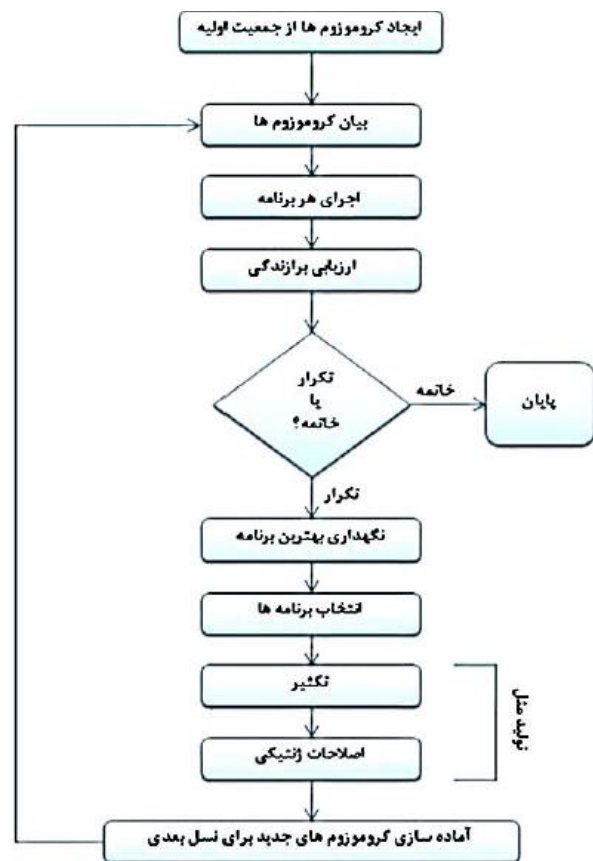 ایجاد کروموزوم ها از جمعیت اولیه
بیان کروموزوم ها
اجرای هر برنامه
ارزیابی برازندگی
تکرار
یا
خاتمه؟
خاتمه
پایان
تکرار
نگهداری بهترین برنامه
انتخاب برنامه ها
تکثیر
اصلاحات ژنتیکی
تولید مثل
آماده سازی کروموزوم های جدید برای نسل بعدی